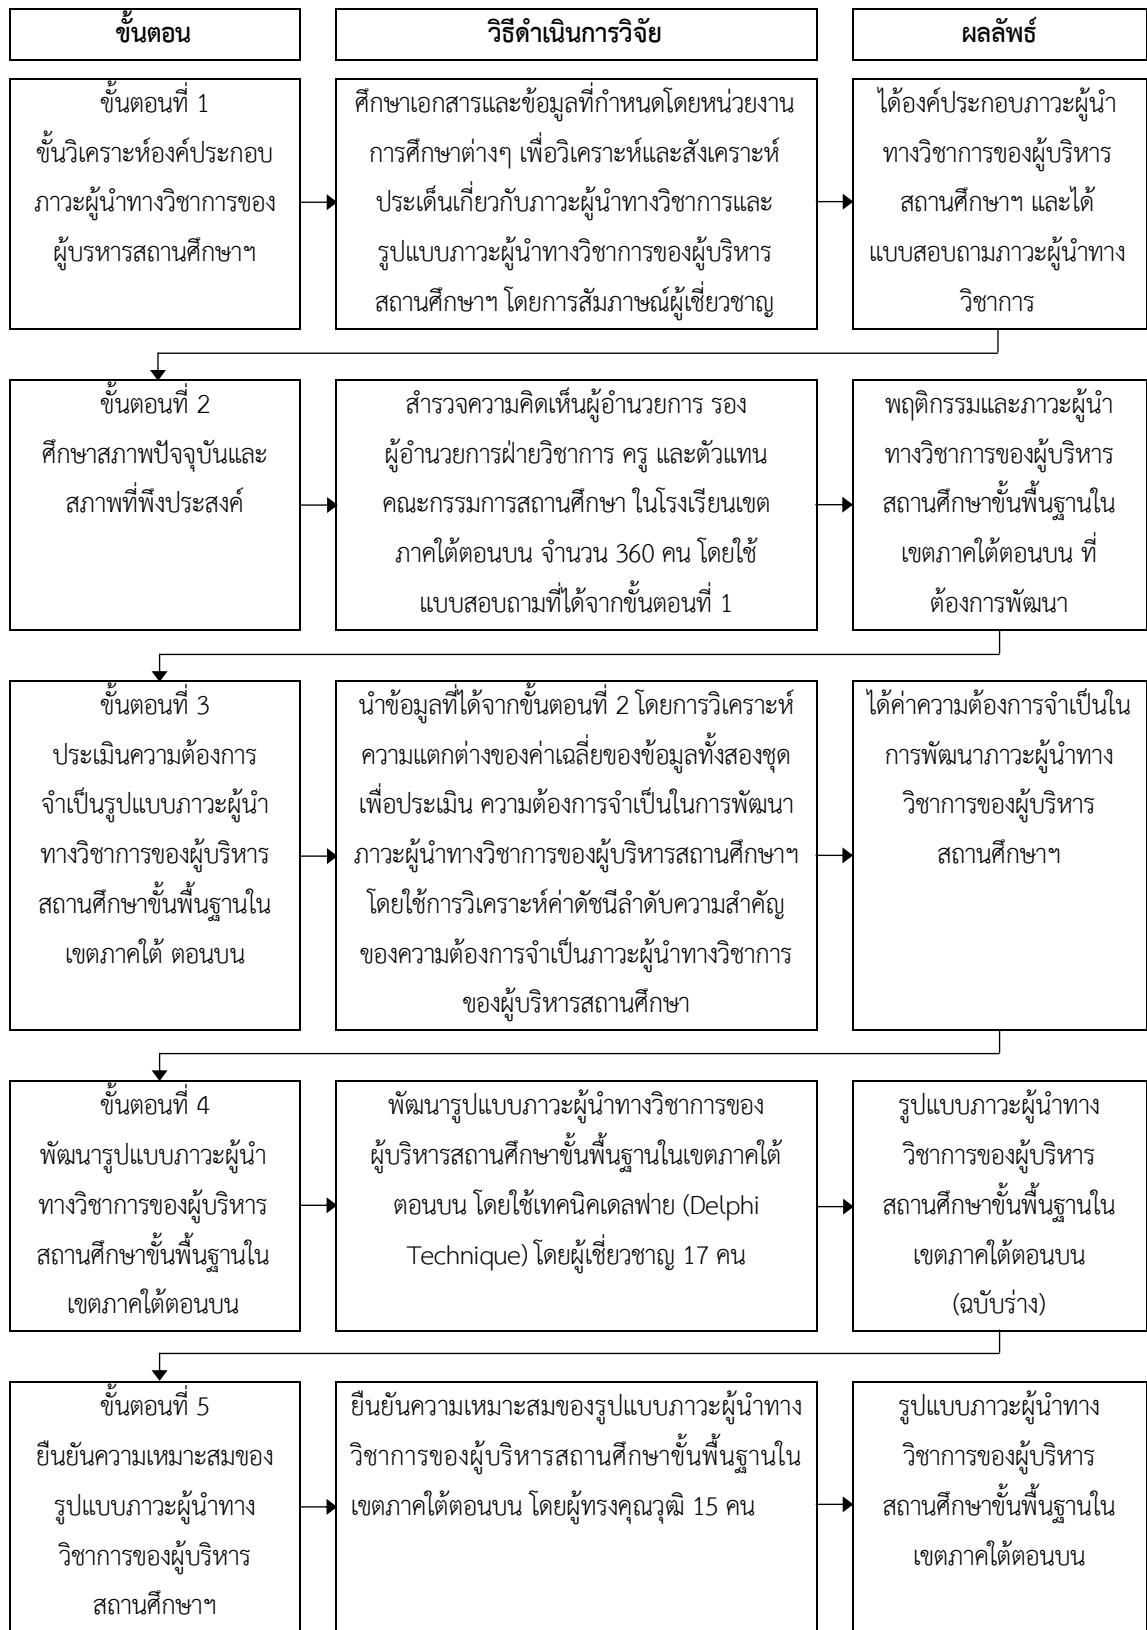 ขั้นตอน
วิธีดำเนินการวิจัย
ผลลัพธ์
ขั้นตอนที่ 1
ขั้นวิเคราะห์องค์ประกอบ
ภาวะผู้นำทางวิชาการของ
ผู้บรหารสถานศึกษาฯ
ศึกษาเอกสารและข้อมูลที่กำหนดโดยหน่วยงาน
การศึกษาต่างๆ เพื่อวิเคราะห์และสังเคราะห์
ประเด็นเกี่ยวกับภาวะผู้นำทางวิชาการและ
รูปแบบภาวะผู้นำทางวิชาการของผู้บริหาร
สถานศึกษาฯ โดยการสัมภาษณ์ผู้เชี่ยวชาญ
ได้องค์ประกอบภาวะผู้นำ
ทางวิชาการของผู้บริหาร
สถานศึกษาฯ และได้
แบบสอบถามภาวะผู้นำทาง
วิชาการ
ขั้นตอนที่ 2
ศึกษาสภาพปัจจุบันและ
สภาพที่พึงประสงค์
สำรวจความคิดเห็นผู้อำนวยการ รอง
ผู้อำนวยการฝ่ายวิชาการ ครู และตัวแทน
คณะกรรมการสถานศึกษา ในโรงเรียนเขต
ภาคใต้ตอนบน จำนวน 360 คน โดยใช้
แบบสอบถามที่ได้จากขั้นตอนที่ 1
พฤติกรรมและภาวะผู้นำ
ทางวิชาการของผู้บริหาร
สถานศึกษาขั้นพื้นฐานใน
เขตภาคใต้ตอนบน ที่
ต้องการพัฒนา
ขั้นตอนที่ 3
ประเมินความต้องการ
จำเป็นรูปแบบภาวะผู้นำ
ทางวิชาการของผู้บริหาร
สถานศึกษาขั้นพื้นฐานใน
เขตภาคใต้ ตอนบน
นำข้อมูลที่ได้จากขั้นตอนที่ 2 โดยการวิเคราะห์
ความแตกต่างของค่าเฉลี่ยของข้อมูลทั้งสองชุด
เพื่อประเมิน ความต้องการจำเป็นในการพัฒนา
ภาวะผู้นำทางวิชาการของผู้บริหารสถานศึกษาฯ
โดยใช้การวิเคราะห์ค่าดัชนีลำดับความสำคัญ
ของความต้องการจำเป็นภาวะผู้นำทางวิชาการ
ของผู้บริหารสถานศึกษา
ได้ค่าความต้องการจำเป็นใน
การพัฒนาภาวะผู้นำทาง
วิชาการของผู้บริหาร
สถานศึกษาฯ
ขั้นตอนที่ 4
พัฒนารูปแบบภาวะผู้นำ
ทางวิชาการของผู้บริหาร
สถานศึกษาขั้นพื้นฐานใน
เขตภาคใต้ตอนบน
พัฒนารูปแบบภาวะผู้นำทางวิชาการของ
ผู้บริหารสถานศึกษาขั้นพื้นฐานในเขตภาคใต้
ตอนบน โดยใช้เทคนิคเดลฟาย (Delphi
Technique) โดยผู้เชี่ยวชาญ 17 คน
รูปแบบภาวะผู้นำทาง
วิชาการของผู้บริหาร
สถานศึกษาขั้นพื้นฐานใน
เขตภาคใต้ตอนบน
(ฉบับร่าง)
ขั้นตอนที่ 5
ยืนยันความเหมาะสมของ
รูปแบบภาวะผู้นำทาง
วิชาการของผู้บริหาร
สถานศึกษาฯ
ยืนยันความเหมาะสมของรูปแบบภาวะผู้นำทาง
วิชาการของผู้บริหารสถานศึกษาขั้นพื้นฐานใน
เขตภาคใต้ตอนบน โดยผู้ทรงคุณวุฒิ 15 คน
รูปแบบภาวะผู้นำทาง
วิชาการของผู้บริหาร
สถานศึกษาขั้นพื้นฐานใน
เขตภาคใต้ตอนบน